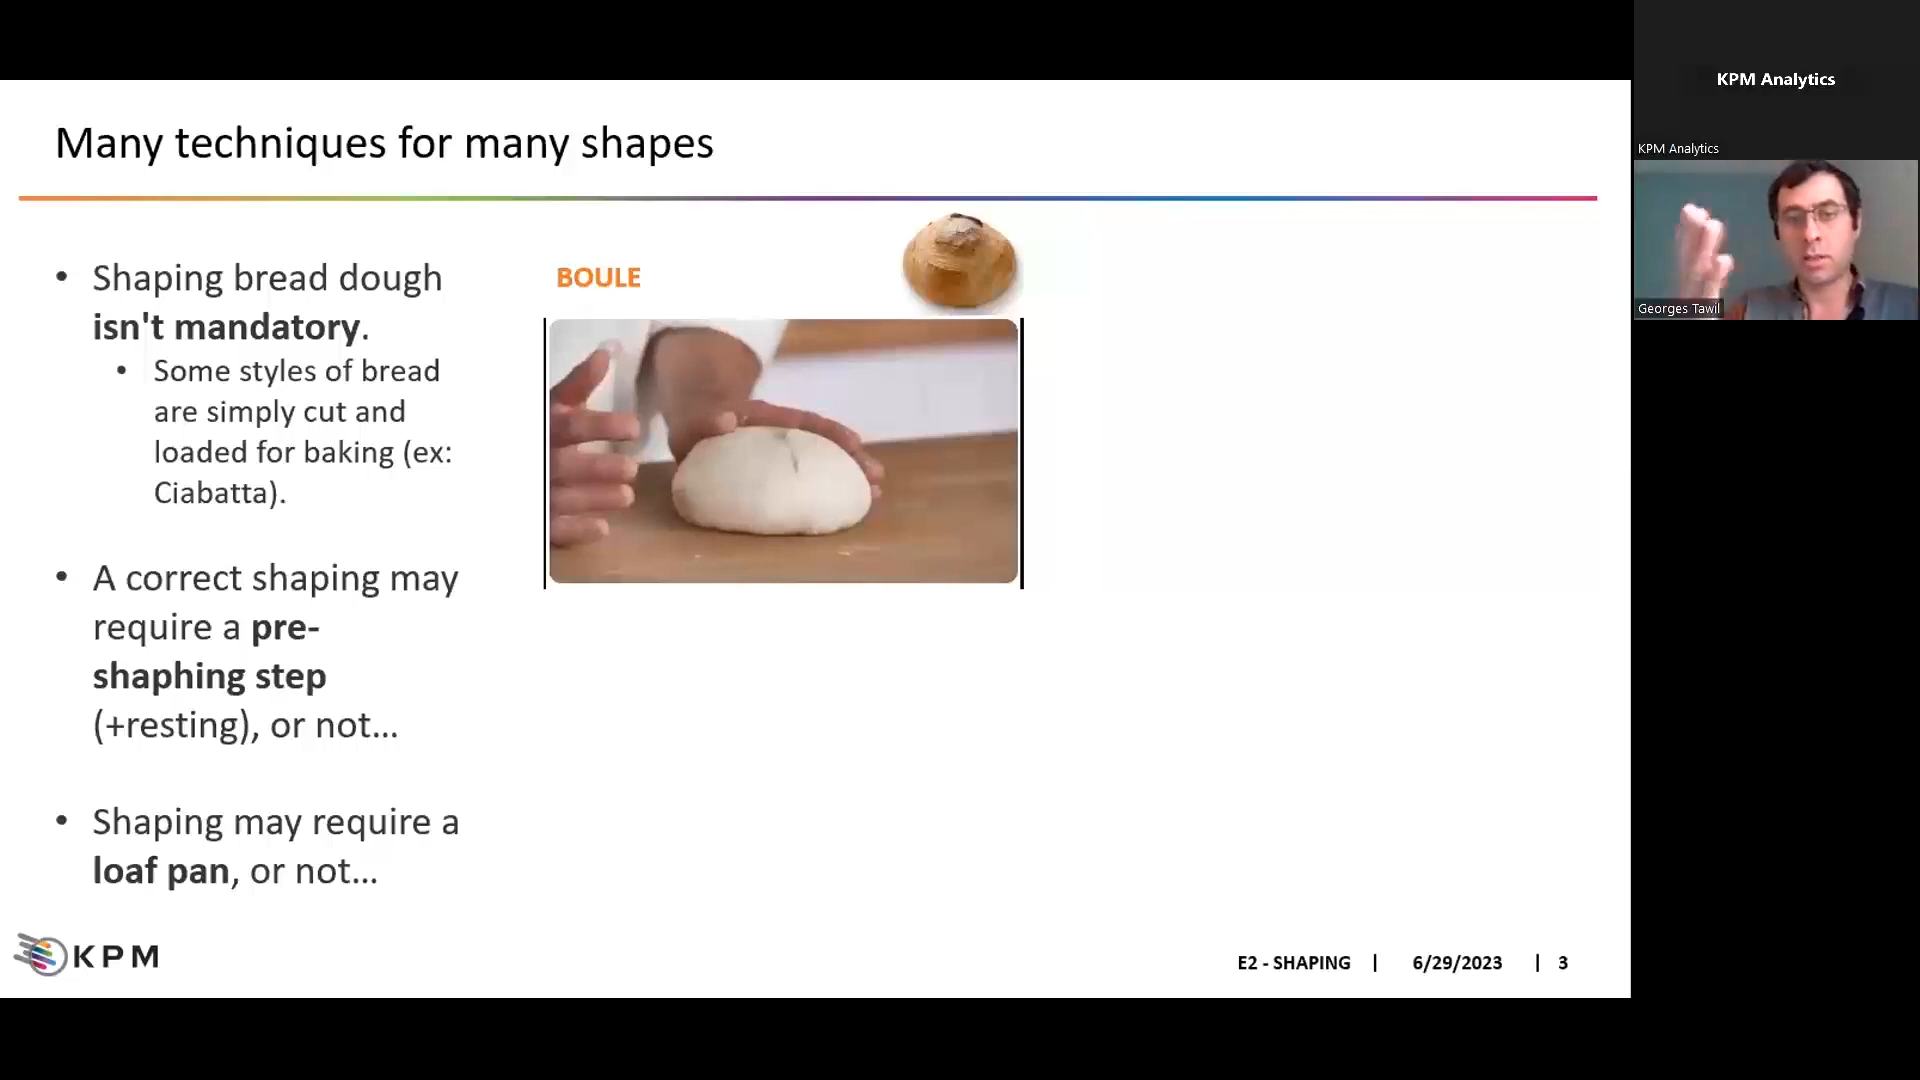 Many techniques for many shapes
• Shaping bread dough
isn't mandatory.
• Some styles of bread
are simply cut and
loaded for baking (ex:
Ciabatta).
• A correct shaping may
require a pre-
shaphing step
(+resting), or not...
• Shaping may require a
loaf pan, or not...
BOULE
KPM
E2 - SHAPING | 6/29/2023 | 3
KPM Analytics
KPM Analytics
Georges Tawil